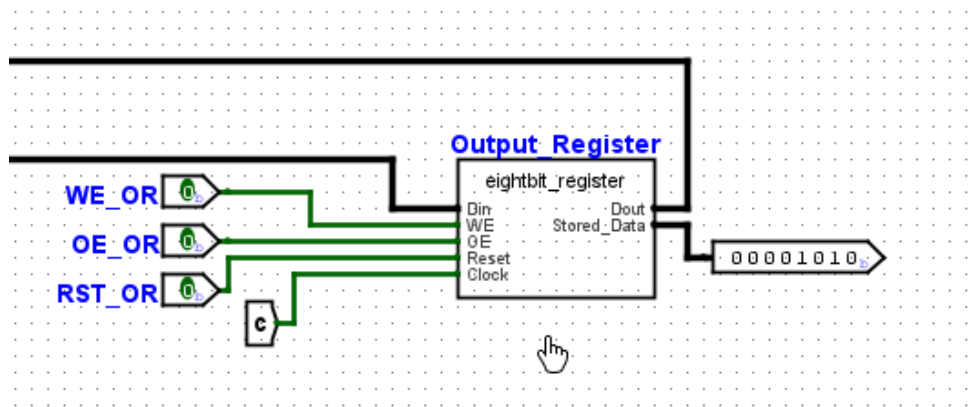 Output_Register
eightbit_register
WE_OR 0
OE_OR 0
RST_OR 0
c
Din
WE
OE
Reset
Clock
Dout
Stored_Data
00001010